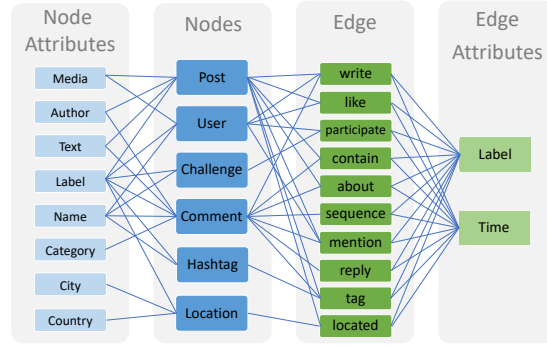 Node
Attributes
Nodes
Edge
Edge
Attributes
Media
Author
Text
Label
Name
Category
City
Country
Post
User
Challenge
Comment
Hashtag
Location
write
like
participate
contain
about
sequence
mention
reply
tag
located
Label
Time